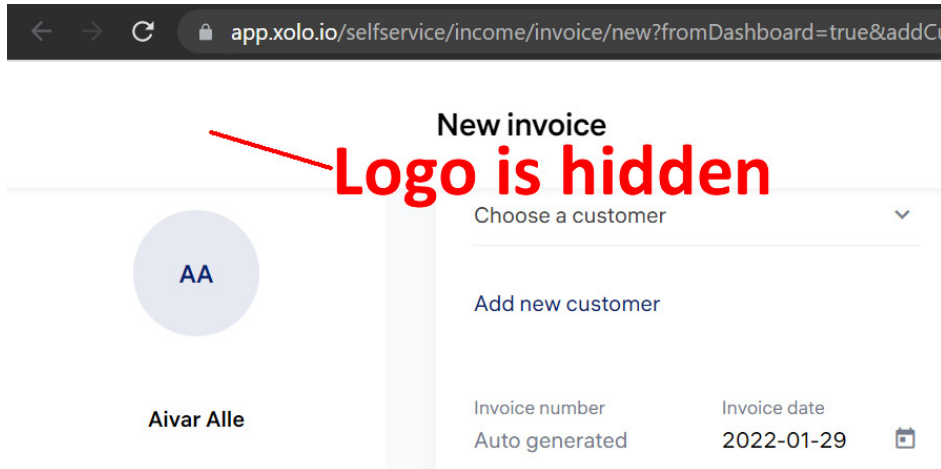 app.xolo.io/selfservice/income/invoice/new?fromDashboard=true&addCu
New invoice
Logo is hidden
Choose a customer
AA
Add new customer
Aivar Alle
Invoice number
Invoice date
Auto generated
2022-01-29